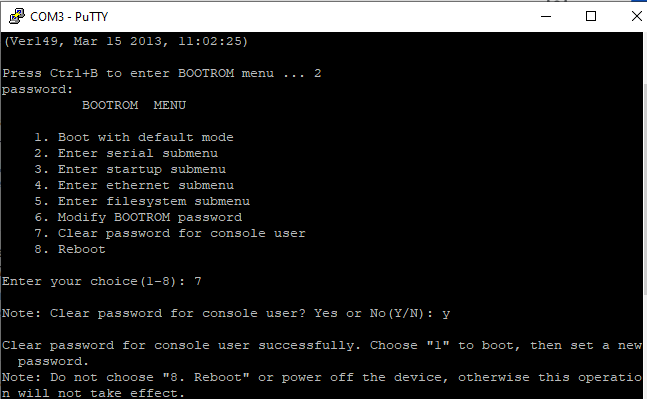 COM3 - PuTTY
(Ver149, Mar 15 2013, 11:02:25)
Press Ctrl+B to enter BOOTROM menu ... 2
password:
BOOTROM  MENU
1. Boot with default mode
2. Enter serial submenu
3. Enter startup submenu
4. Enter ethernet submenu
5. Enter filesystem submenu
6. Modify BOOTROM password
7. Clear password for console user
8. Reboot
Enter your choice(1-8): 7
Note: Clear password for console user? Yes or No(Y/N): y
Clear password for console user successfully. Choose "1" to boot, then set a new
password.
Note: Do not choose "8. Reboot" or power off the device, otherwise this operatio
n will not take effect.